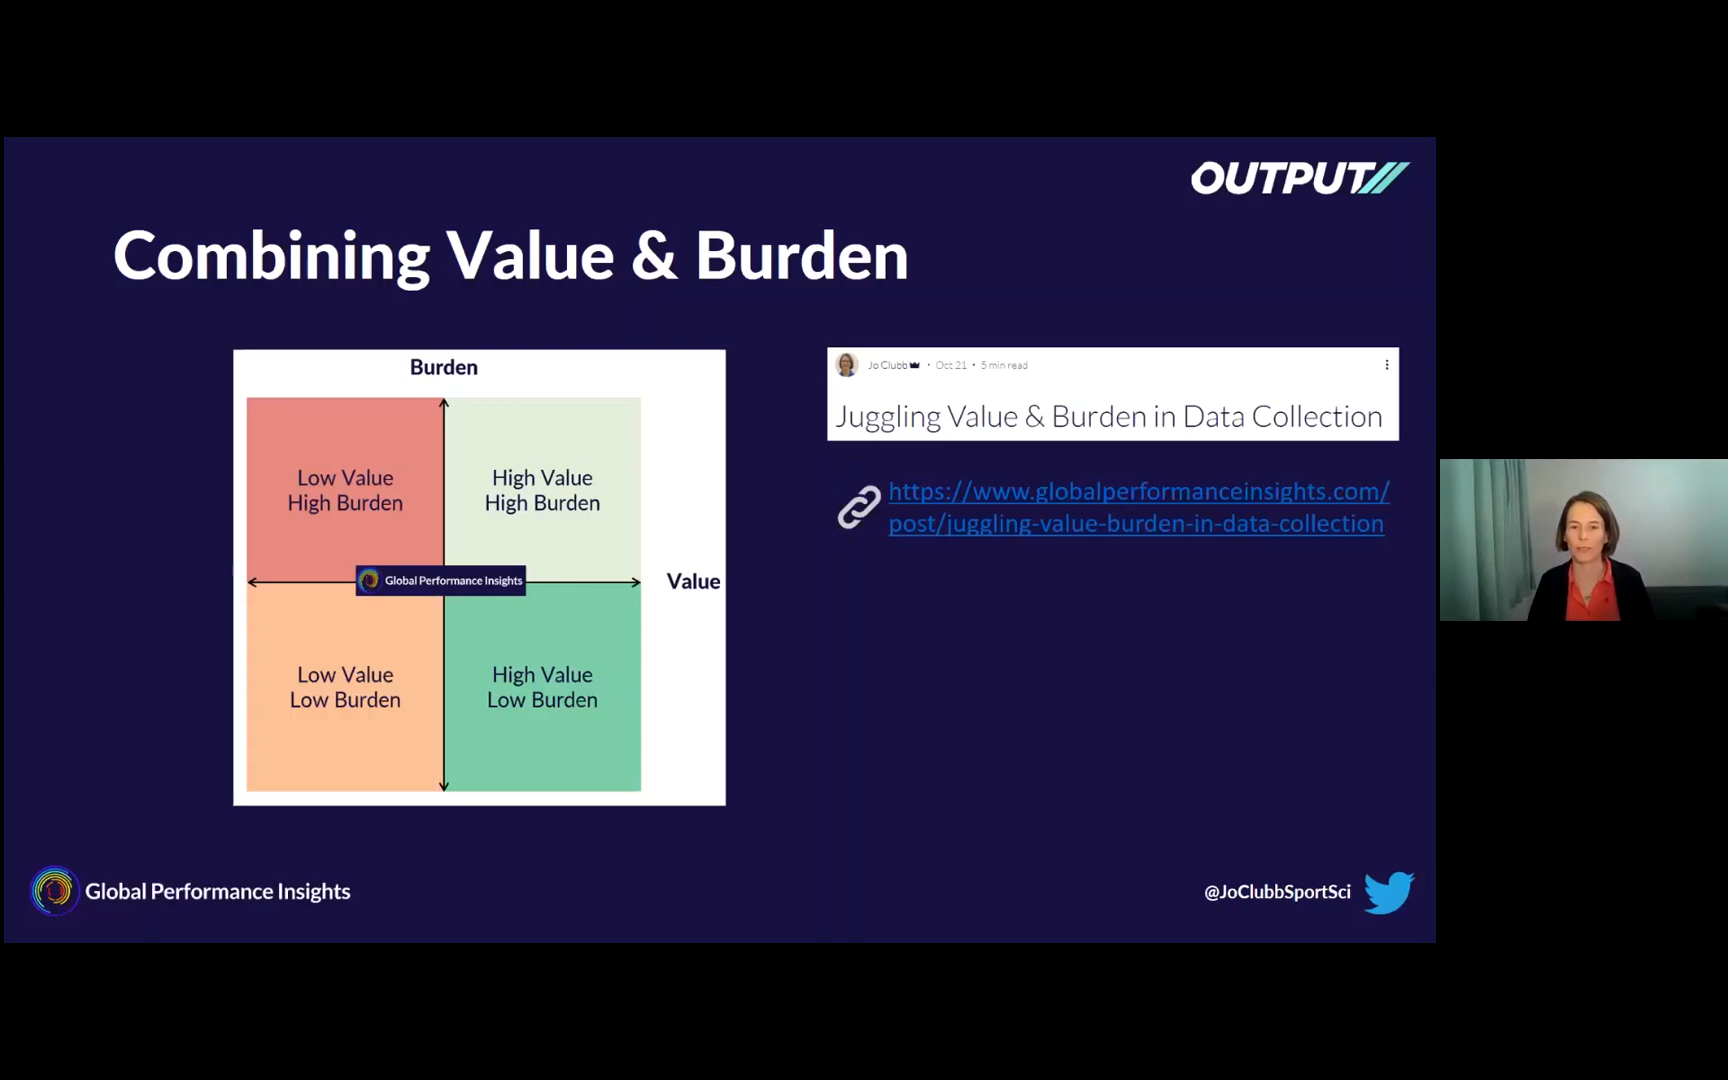 OUTPUT
Combining Value & Burden
Burden
Low Value
High Burden
High Value
High Burden
Global Performance Insights
Value
Low Value
Low Burden
High Value
Low Burden
Jo Clubb · Oct 21 · 5 min read
Juggling Value & Burden in Data Collection
https://www.globalperformanceinsights.com/
post/juggling-value-burden-in-data-collection
Global Performance Insights
@JoClubbSportSci